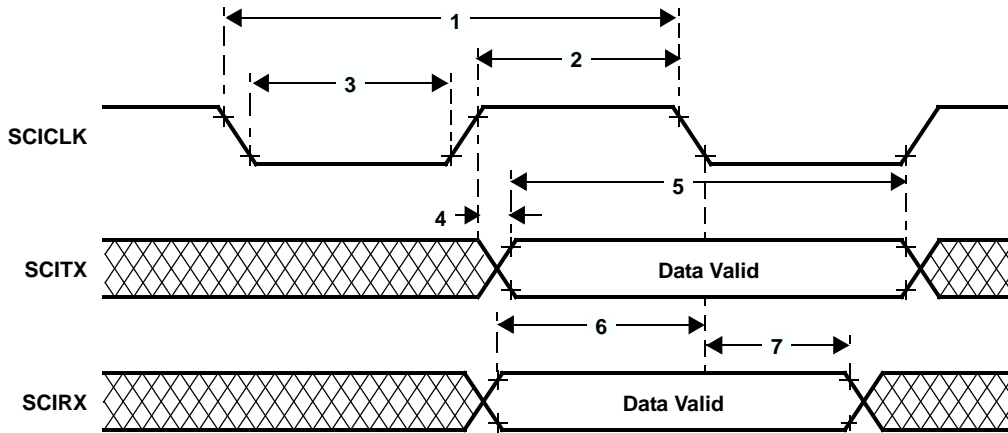 1
2
3
SCICLK
5
4
SCITX
Data Valid
6
7
SCIRX
Data Valid